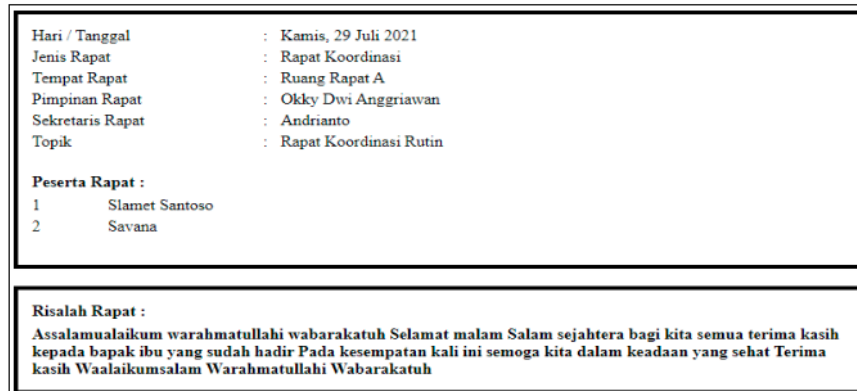 Hari / Tanggal : Kamis, 29 Juli 2021
Jenis Rapat : Rapat Koordinasi
Tempat Rapat : Ruang Rapat A
Pimpinan Rapat : Okky Dwi Anggriawan
Sekretaris Rapat : Andrianto
Topik : Rapat Koordinasi Rutin
Peserta Rapat :
1 Slamet Santoso
2 Savana
Risalah Rapat :
Assalamualaikum warahmatullahi wabarakatuh Selamat malam Salam sejahtera bagi kita semua terima kasih
kepada bapak ibu yang sudah hadir Pada kesempatan kali ini semoga kita dalam keadaan yang sehat Terima
kasih Waalaikumsalam Warahmatullahi Wabarakatuh